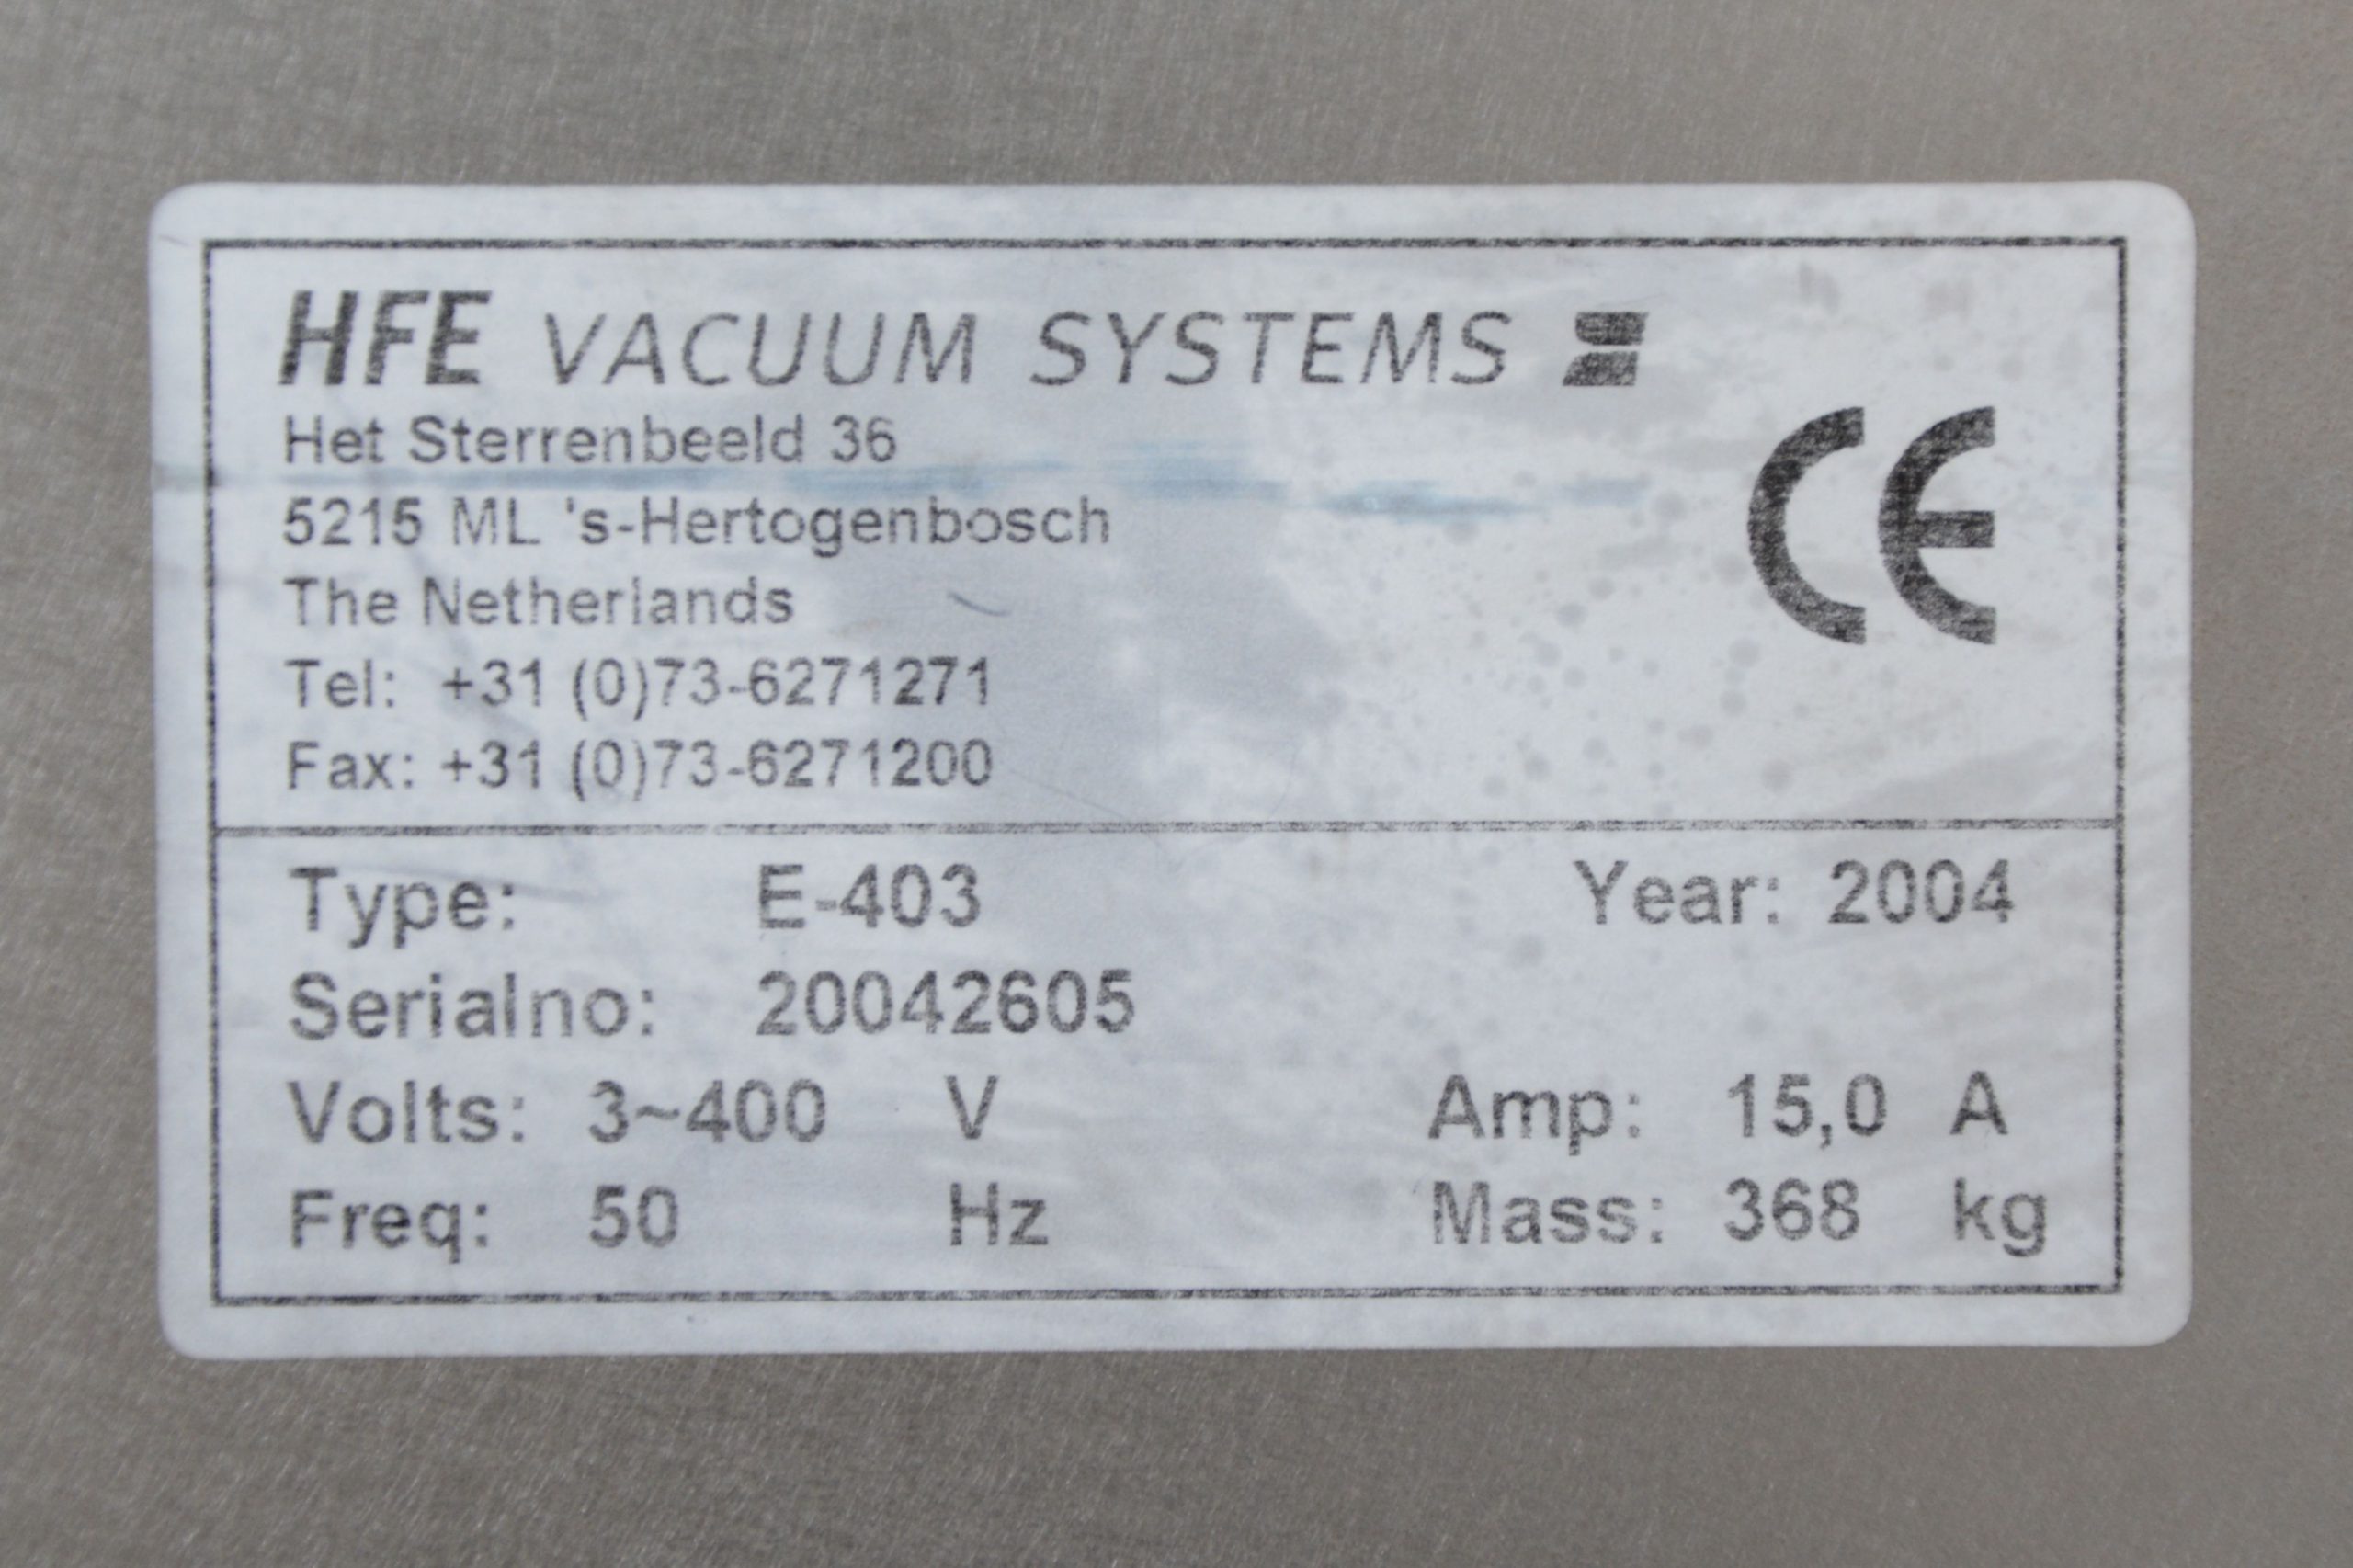 HFE VACUUM SYSTEMS
CE
Het Sterrenbeeld 36
5215 ML 's-Hertogenbosch
The Netherlands
Tel: +31 (0)73-6271271
Fax: +31 (0)73-6271200
Type: E-403 Year: 2004
Serialno: 20042605
Volts: 3~400 V Amp: 15,0 A
Freq: 50 Hz Mass: 368 kg